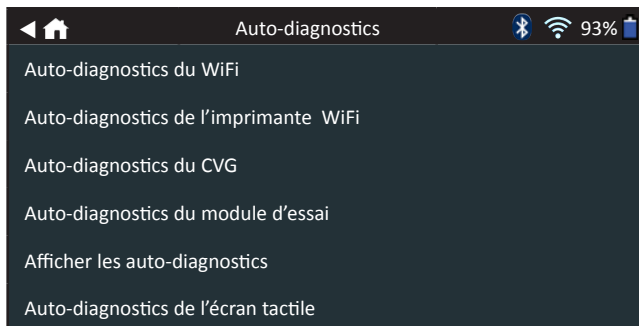 Auto-diagnostics 93%
Auto-diagnostics du WiFi
Auto-diagnostics de l’imprimante WiFi
Auto-diagnostics du CVG
Auto-diagnostics du module d’essai
Afficher les auto-diagnostics
Auto-diagnostics de l’écran tactile